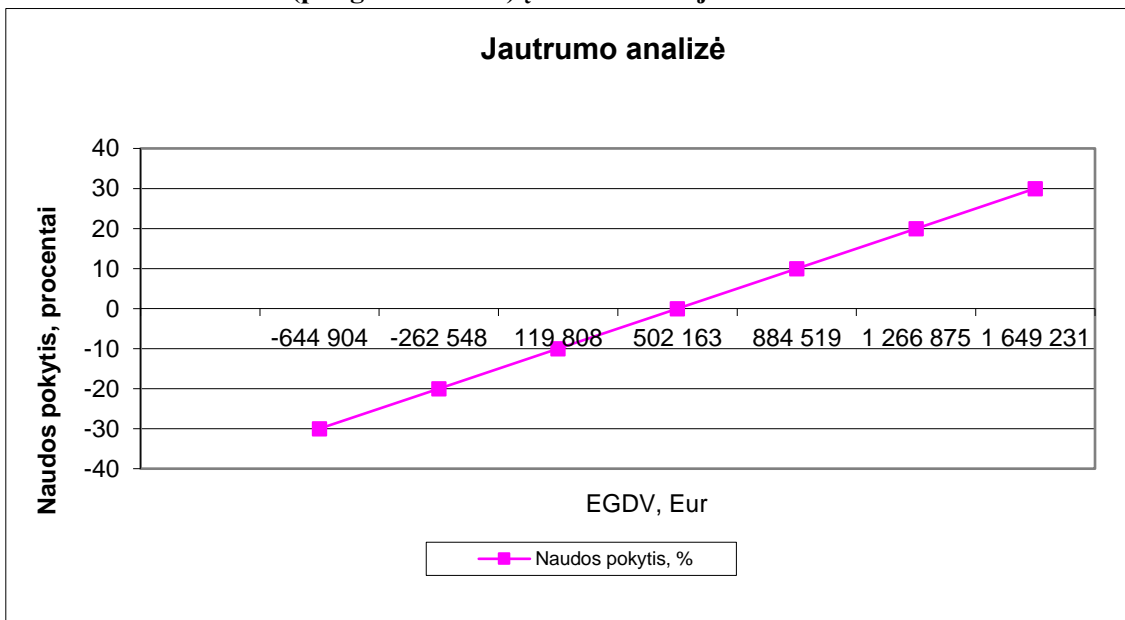 Jautrumo analizė
40
30
20
10
0
-10
-20
-30
-40
Naudos pokytis, procentai
-644 904 -262 548 119 808 502 163 884 519 1 266 875 1 649 231
EGDV, Eur
Naudos pokytis, %